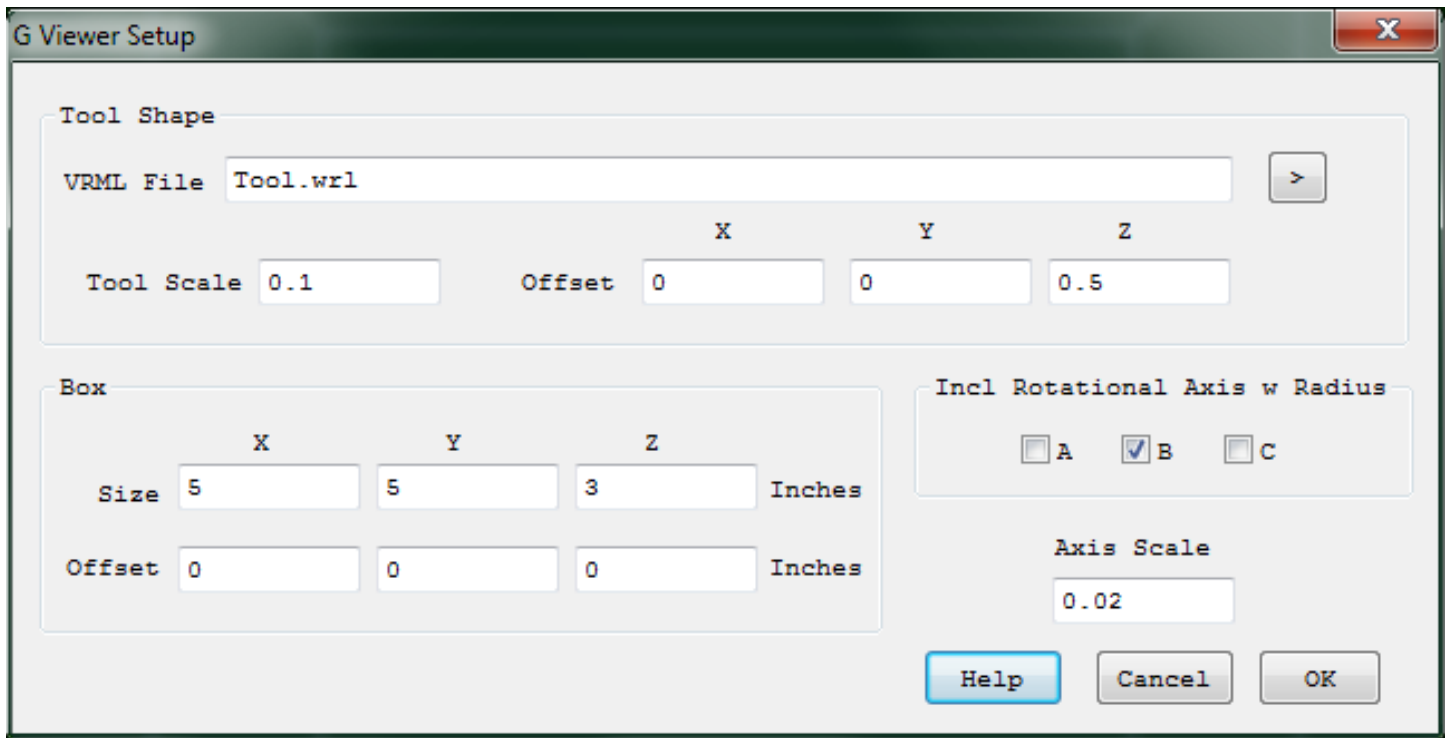 G Viewer Setup
Tool Shape
VRML File Tool.wrl >
X Y Z
Tool Scale 0.1 Offset 0 0 0.5
Box
X Y Z
Size 5 5 3 Inches
Offset 0 0 0 Inches
Incl Rotational Axis w Radius
A B C
Axis Scale
0.02
Help Cancel OK